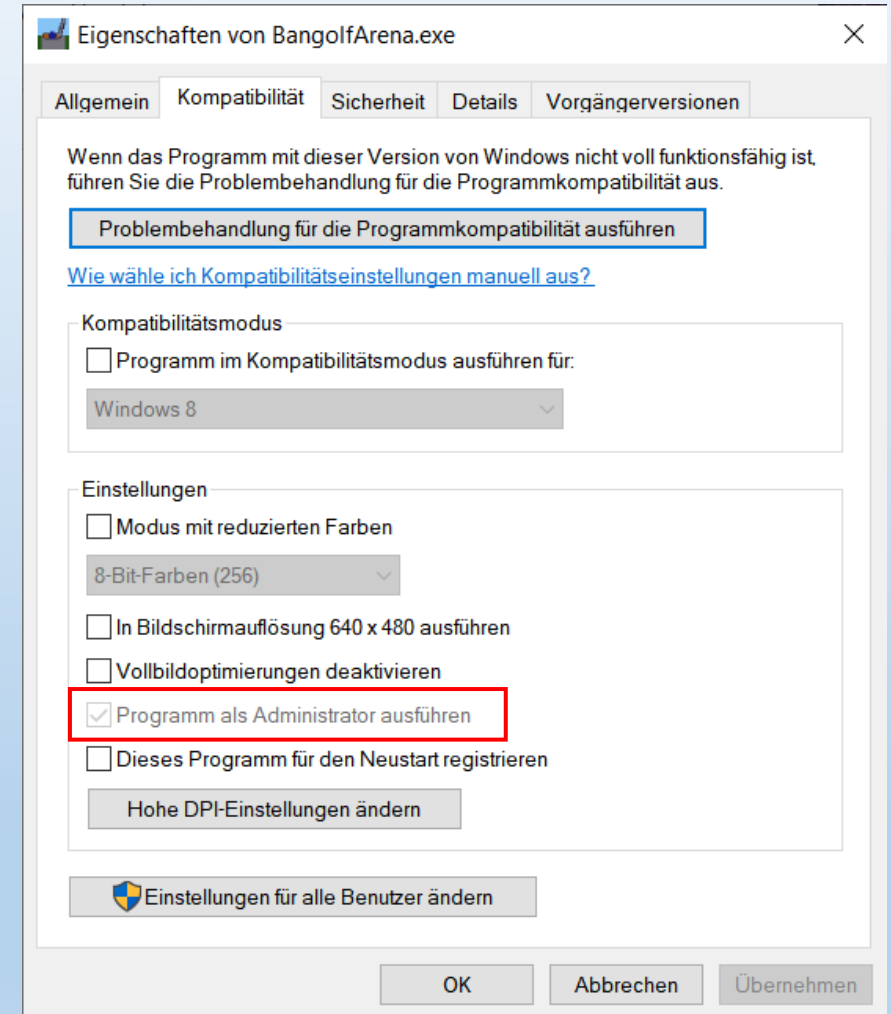 Eigenschaften von BangolfArena.exe
Allgemein Kompatibilität Sicherheit Details Vorgängerversionen
Wenn das Programm mit dieser Version von Windows nicht voll funktionsfähig ist,
führen Sie die Problembehandlung für die Programmkompatibilität aus.
Problembehandlung für die Programmkompatibilität ausführen
Wie wähle ich Kompatibilitätseinstellungen manuell aus?
Kompatibilitätsmodus
Programm im Kompatibilitätsmodus ausführen für:
Windows 8
Einstellungen
Modus mit reduzierten Farben
8-Bit-Farben (256)
In Bildschirmauflösung 640 x 480 ausführen
Vollbildoptimierungen deaktivieren
Programm als Administrator ausführen
Dieses Programm für den Neustart registrieren
Hohe DPI-Einstellungen ändern
Einstellungen für alle Benutzer ändern
OK Abbrechen Übernehmen